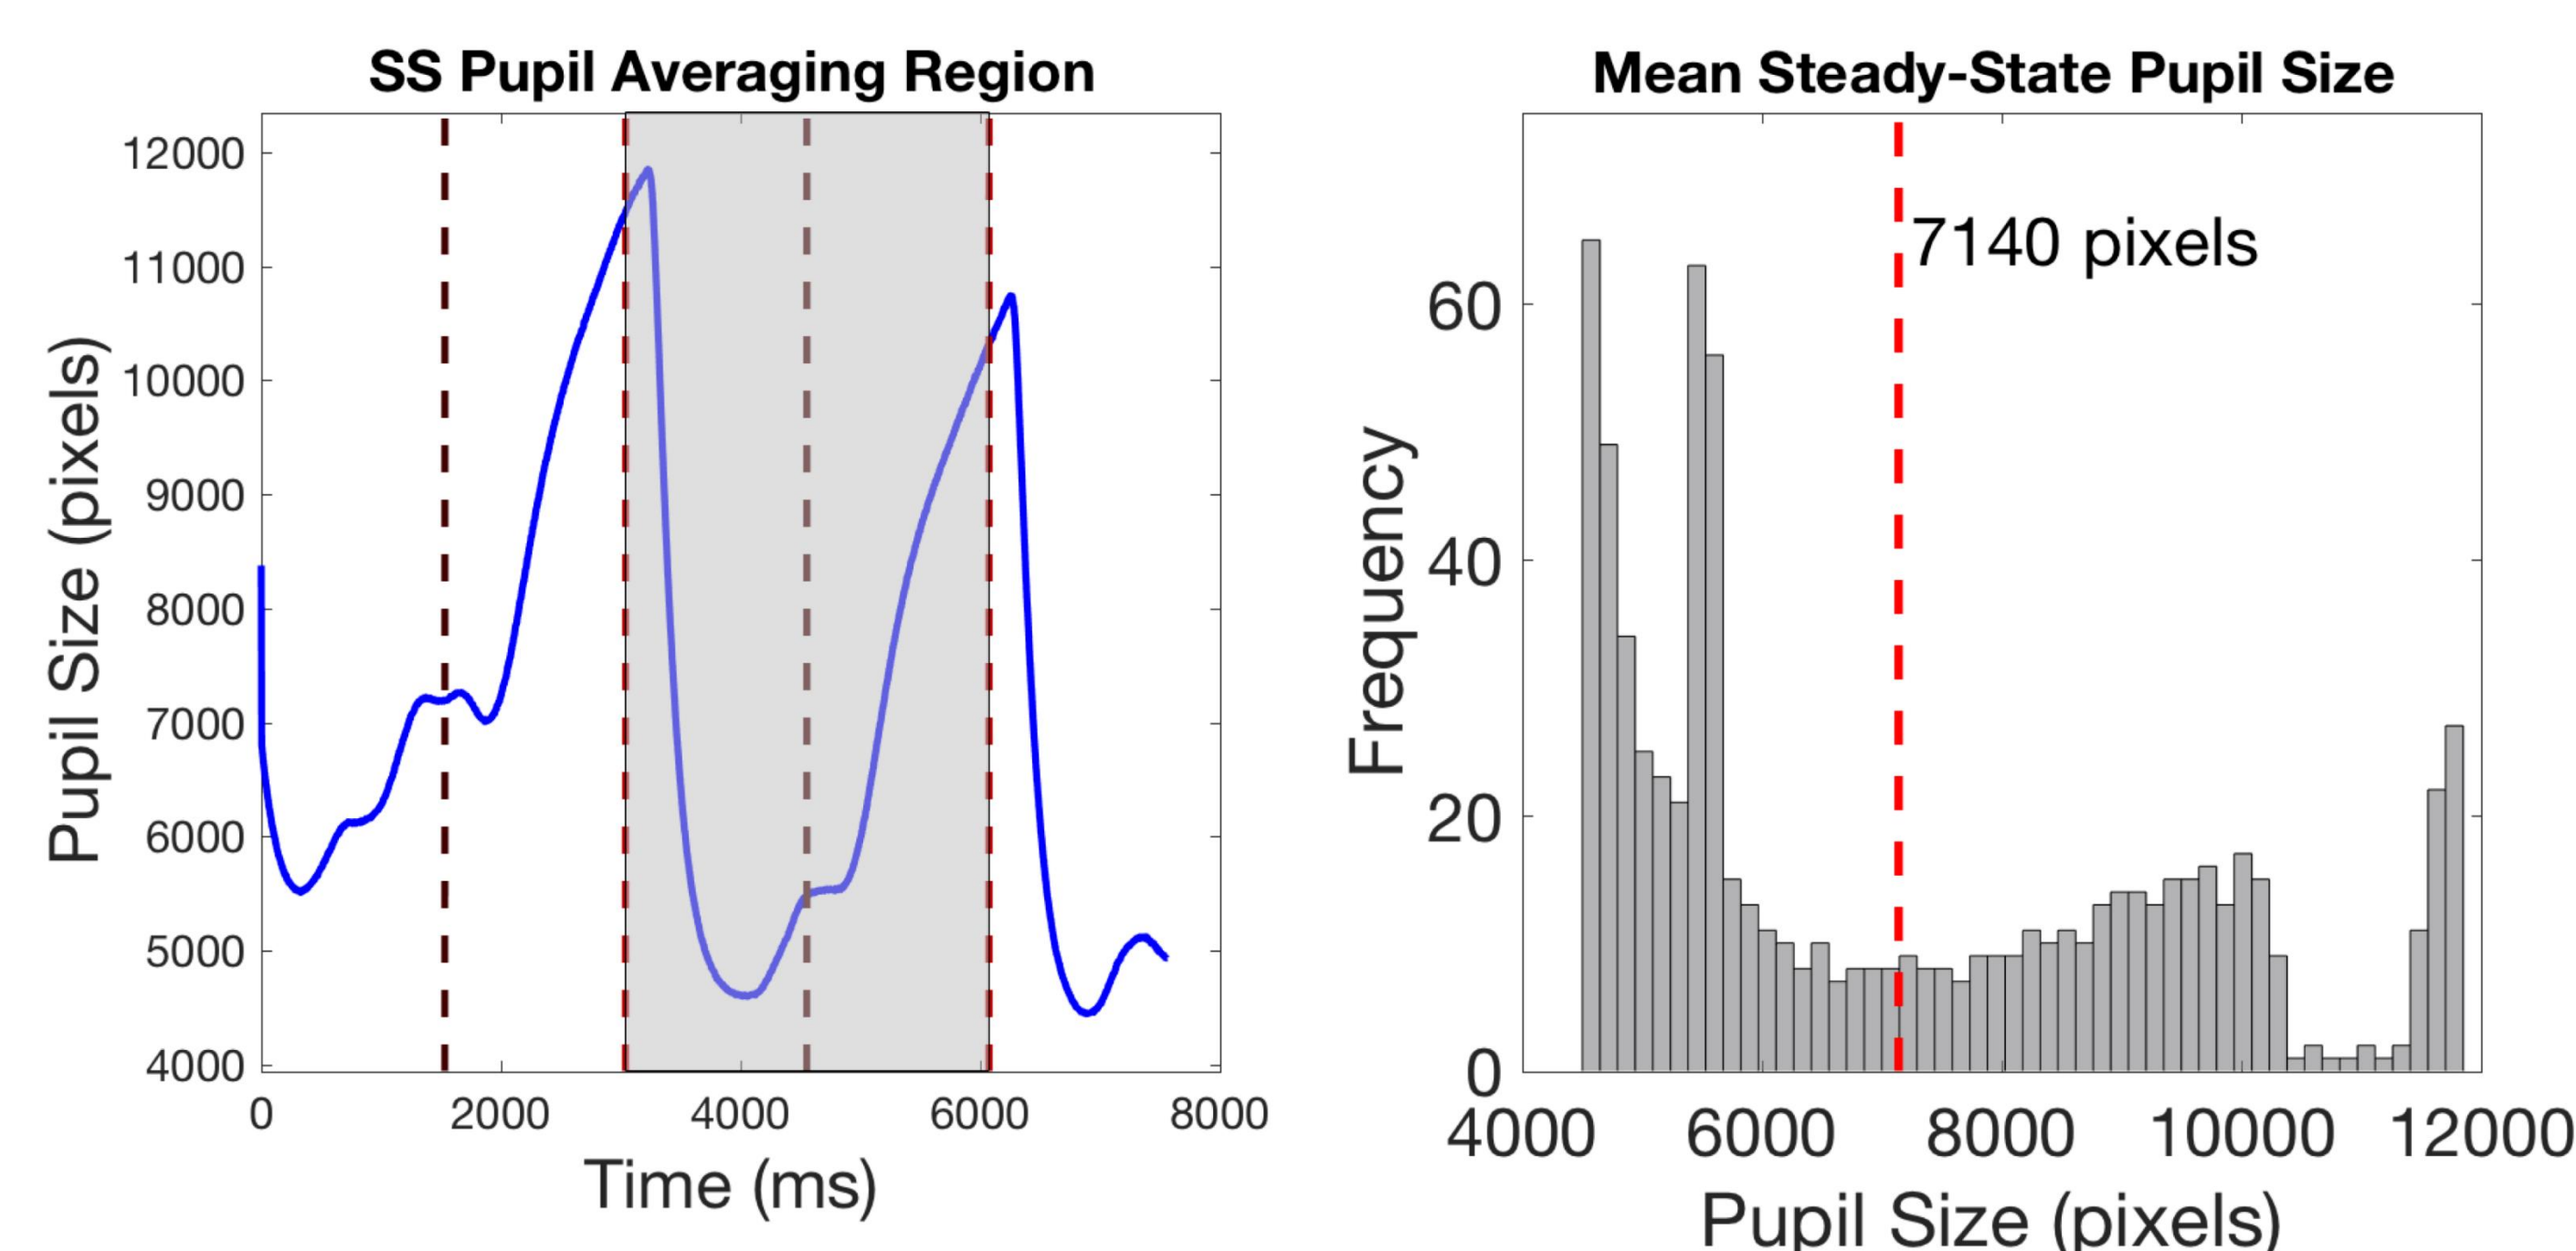 SS Pupil Averaging Region
12000
11000
10000
9000
8000
7000
6000
5000
4000
Pupil Size (pixels)
0 2000 4000 6000 8000
Time (ms)
Mean Steady-State Pupil Size
7140 pixels
60
40
20
0
Frequency
4000 6000 8000 10000 12000
Pupil Size (pixels)